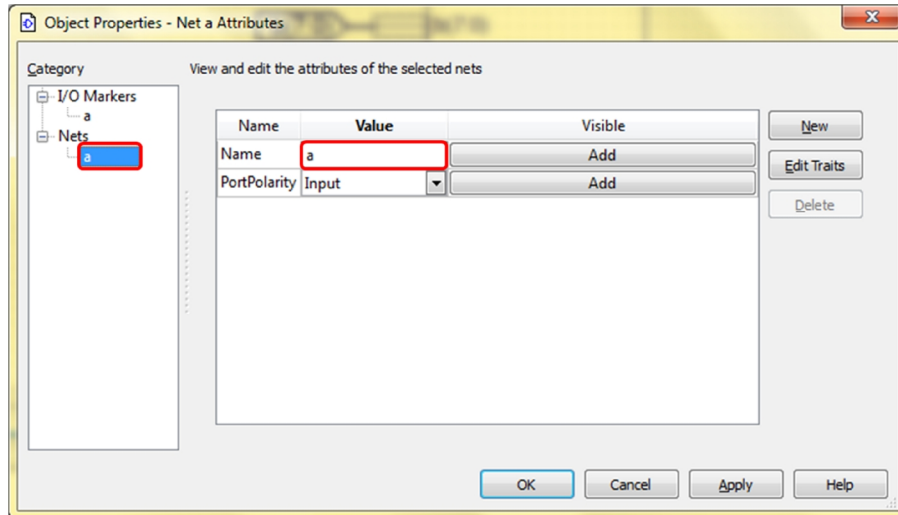 Object Properties - Net a Attributes
Category
View and edit the attributes of the selected nets
I/O Markers
a
Nets
a
Name Value Visible
Name a Add
PortPolarity Input Add
New
Edit Traits
Delete
OK Cancel Apply Help